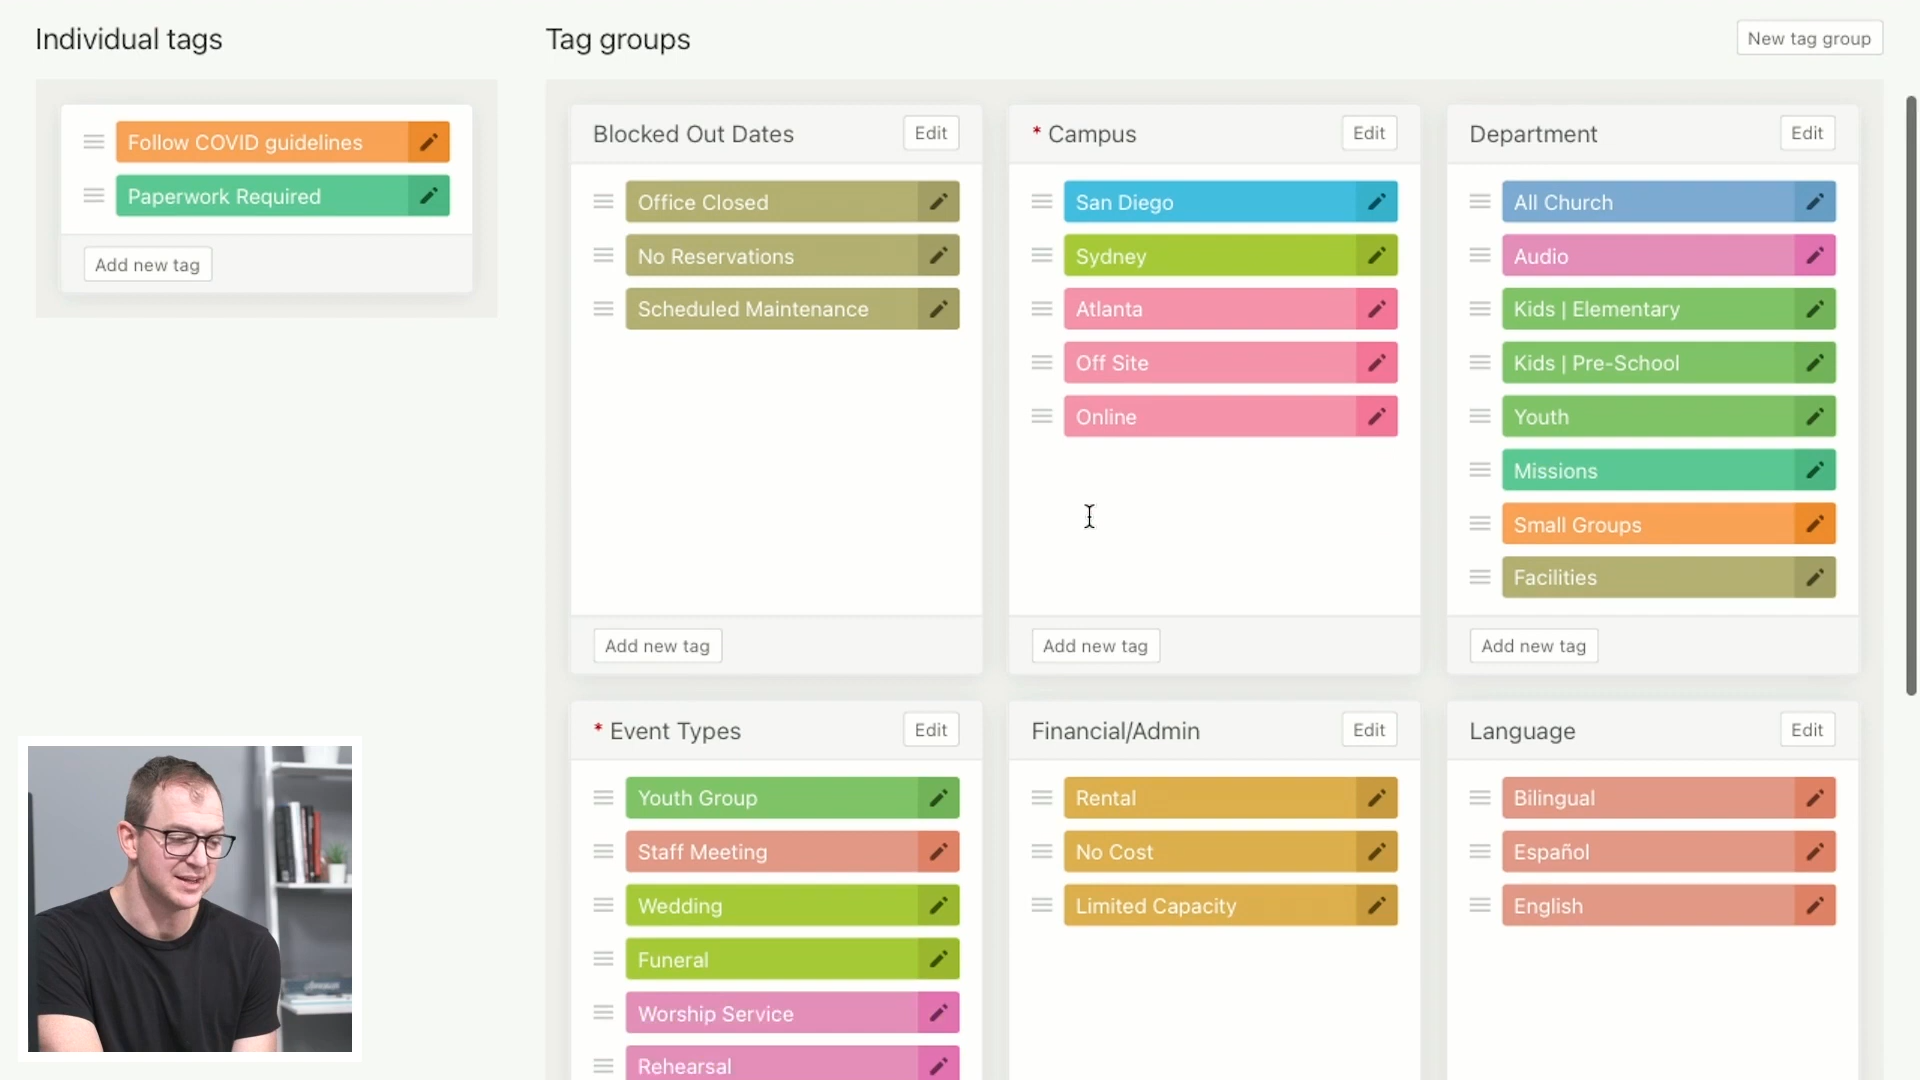 Individual tags
Follow COVID guidelines
Paperwork Required
Add new tag
Tag groups
New tag group
Blocked Out Dates
Edit
Office Closed
No Reservations
Scheduled Maintenance
Add new tag
* Campus
Edit
San Diego
Sydney
Atlanta
Off Site
Online
Add new tag
Department
Edit
All Church
Audio
Kids | Elementary
Kids | Pre-School
Youth
Missions
Small Groups
Facilities
Add new tag
* Event Types
Edit
Youth Group
Staff Meeting
Wedding
Funeral
Worship Service
Rehearsal
Financial/Admin
Edit
Rental
No Cost
Limited Capacity
Language
Edit
Bilingual
Español
English